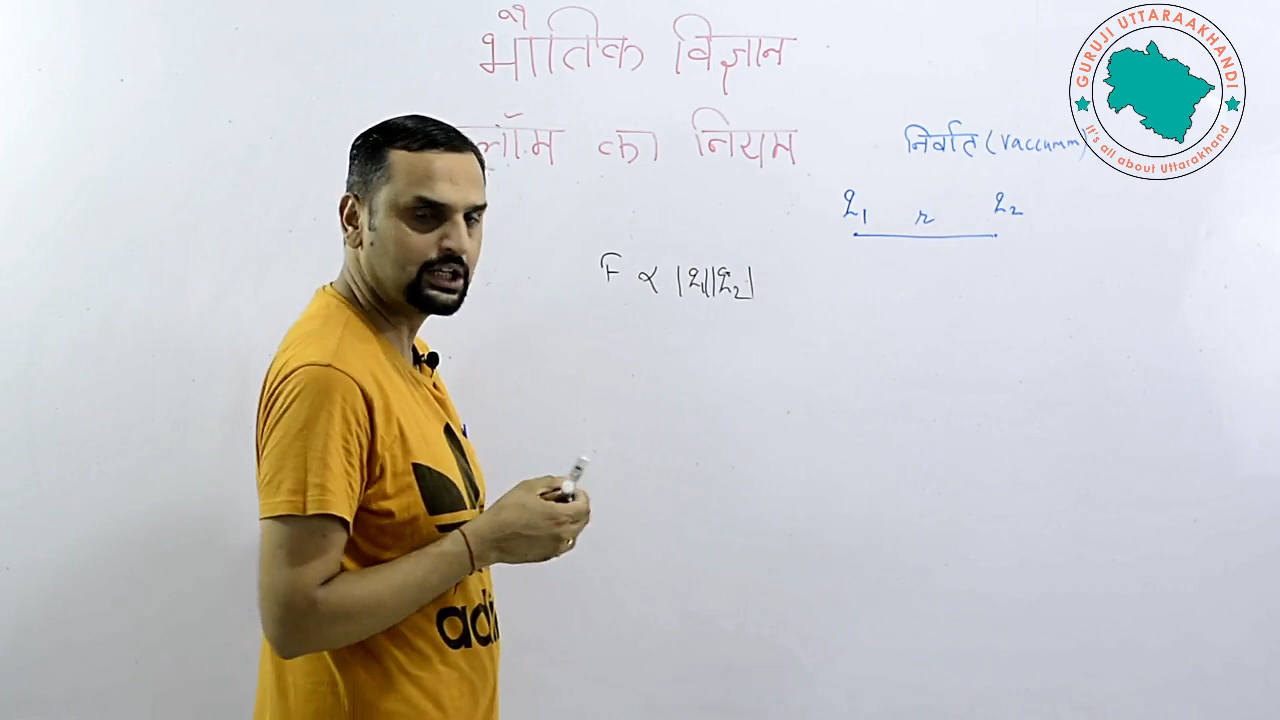 भौतिक विज्ञान
लॉम का नियम
निर्वात (vaccumm)
q₁ r q₂
F ∝ |q₁||q₂|
GURUJI UTTARAAKHANDI
It's all about Uttarakhand
adi